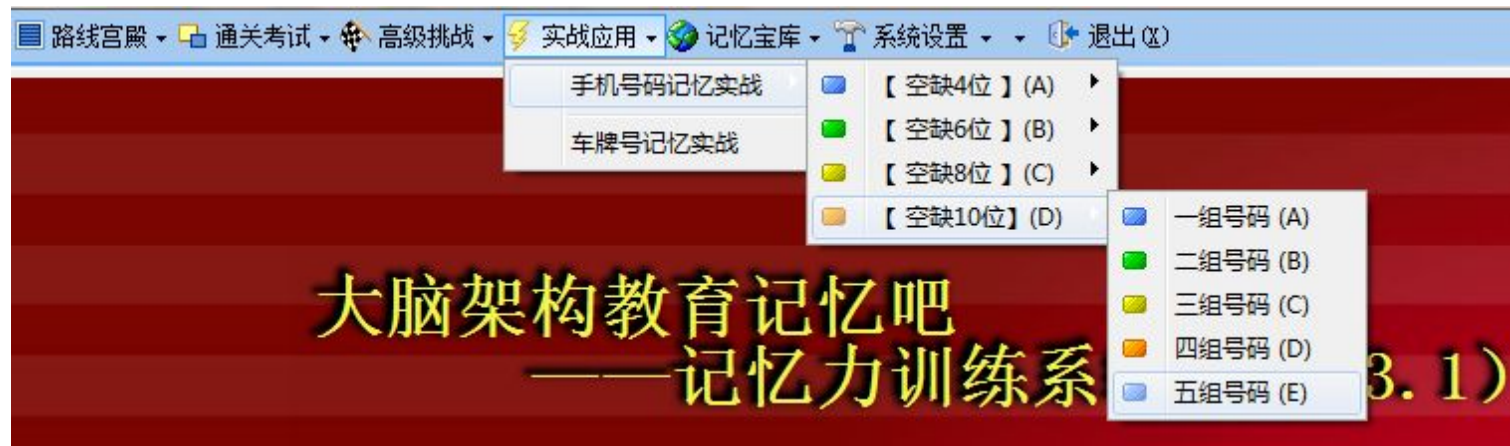 路线宫殿 通关考试 高级挑战 实战应用 记忆宝库 系统设置 退出(X)
手机号码记忆实战
车牌号记忆实战
【 空缺4位 】(A)
【 空缺6位 】(B)
【 空缺8位 】(C)
【 空缺10位】(D)
一组号码 (A)
二组号码 (B)
三组号码 (C)
四组号码 (D)
五组号码 (E)
大脑架构教育记忆吧
——记忆力训练系 3.1)